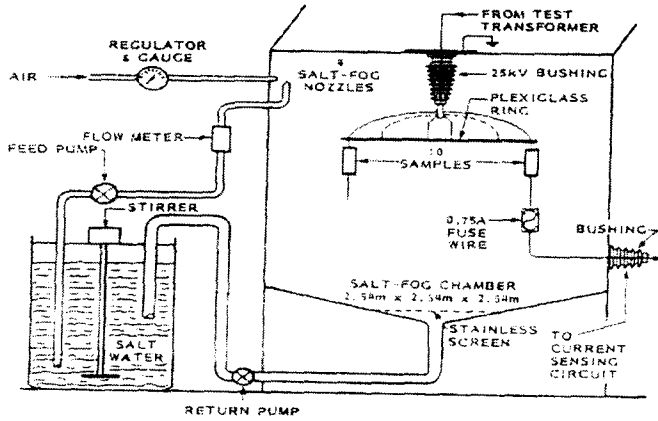 FROM TEST
TRANSFORMER
REGULATOR
& GAUGE
AIR
4
SALT-FOG
NOZZLES
25kV BUSHING
PLEXIGLASS
RING
FLOW METER
FEED PUMP
10
SAMPLES
STIRRER
0.75A
FUSE
WIRE
BUSHING
SALT-FOG CHAMBER
2.54m x 2.54m x 2.54m
STAINLESS
SCREEN
SALT
WATER
TO
CURRENT
SENSING
CIRCUIT
RETURN PUMP